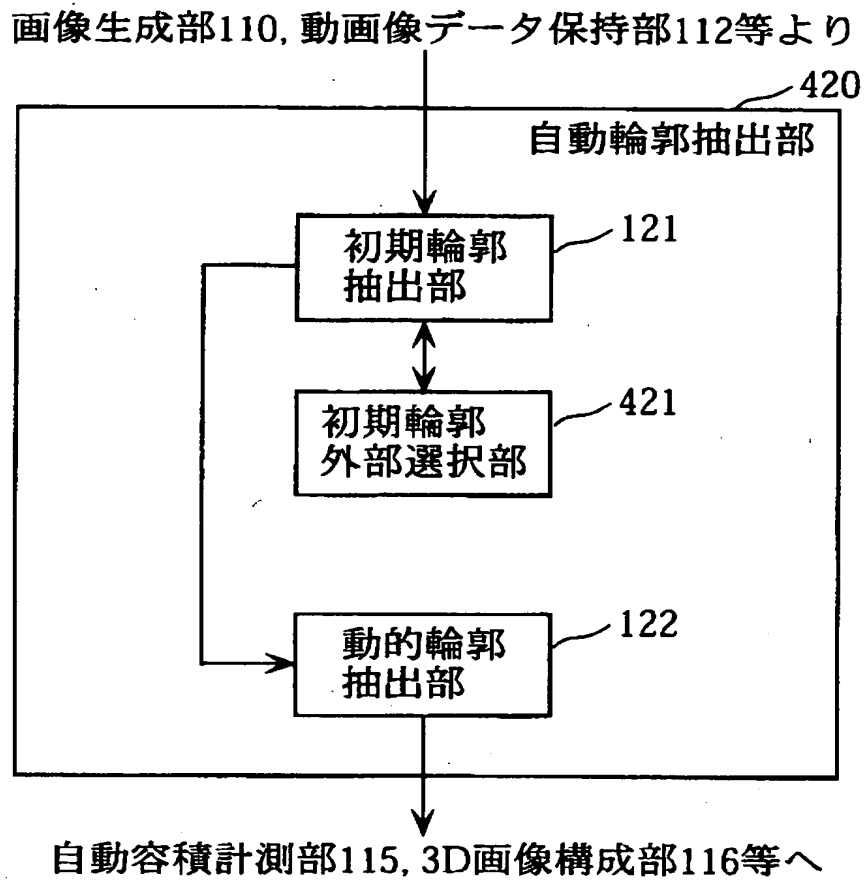 画像生成部110, 動画像データ保持部112等より
420
自動輪郭抽出部
初期輪郭
抽出部
121
初期輪郭
外部選択部
421
動的輪郭
抽出部
122
自動容積計測部115, 3D画像構成部116等へ